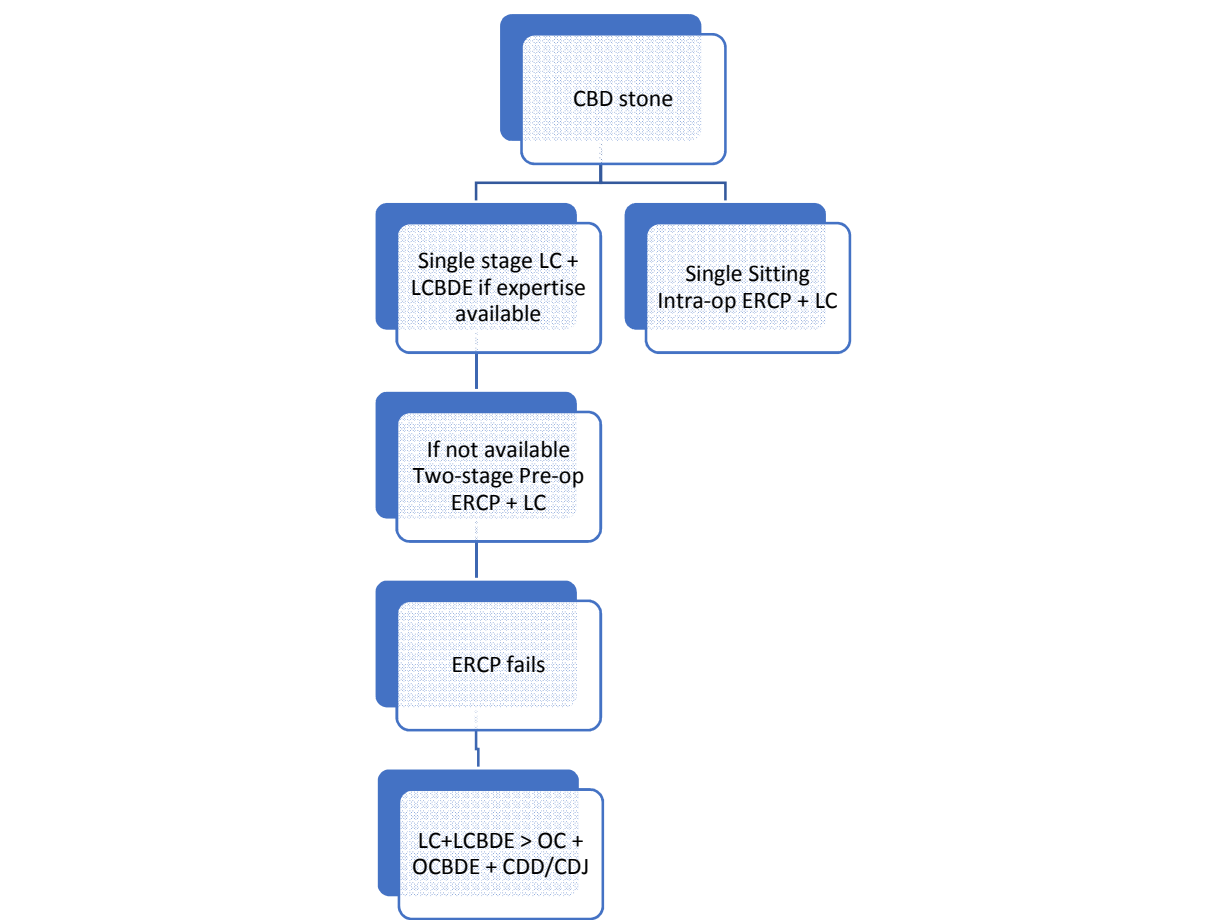 CBD stone
Single stage LC +
LCBDE if expertise
available
Single Sitting
Intra-op ERCP + LC
If not available
Two-stage Pre-op
ERCP + LC
ERCP fails
LC+LCBDE > OC +
OCBDE + CDD/CDJ